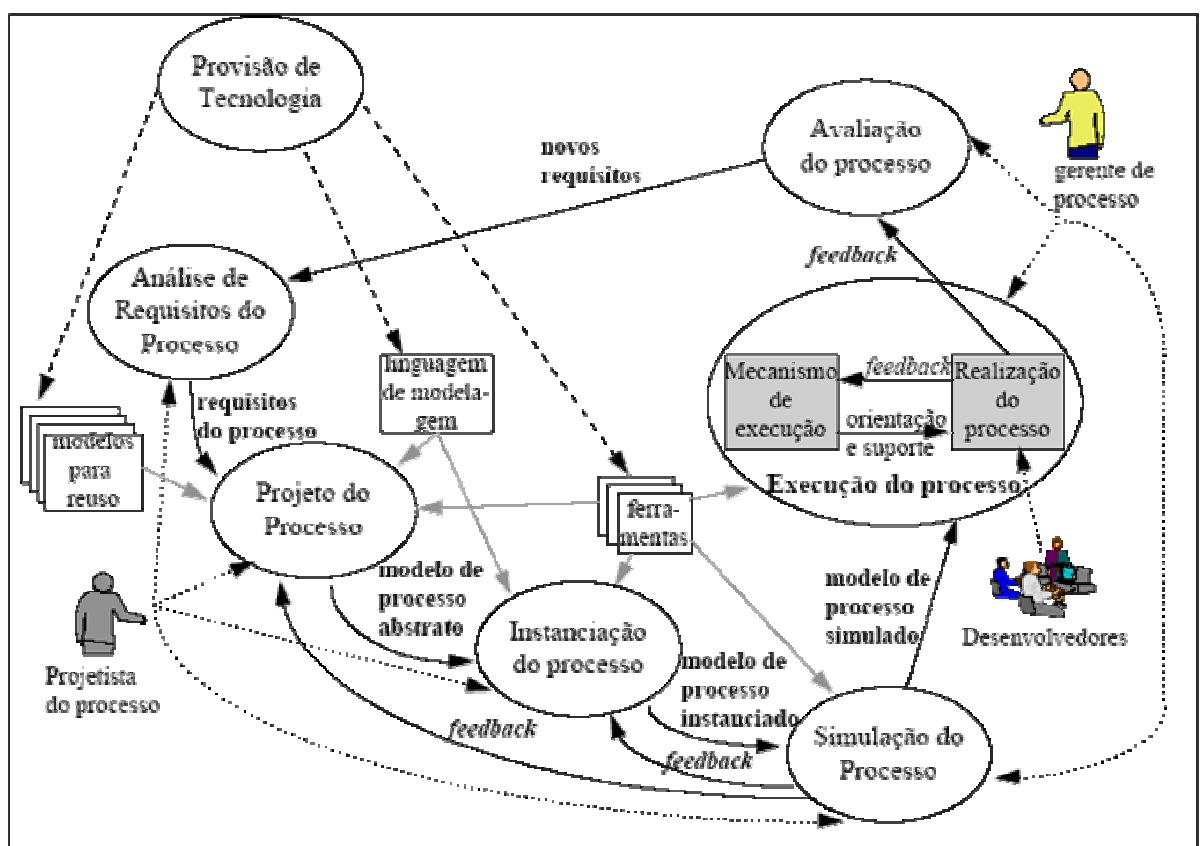 Provisão de
Tecnologia
Avaliação
do processo
gerente de
processo
novos
requisitos
feedback
Análise de
Requisitos do
Processo
linguagem
de modela-
gem
Mecanismo
de
execução
feedback
orientação
e suporte
Realização
do
processo
Execução do processo
requisitos
do processo
modelos
para
reuso
Projeto do
Processo
ferra-
mentas
modelo de
processo
abstrato
modelo de
processo
simulado
Desenvolvedores
Instanciação
do processo
Projetista
do processo
modelo de
processo
instanciado
feedback
feedback
Simulação do
Processo